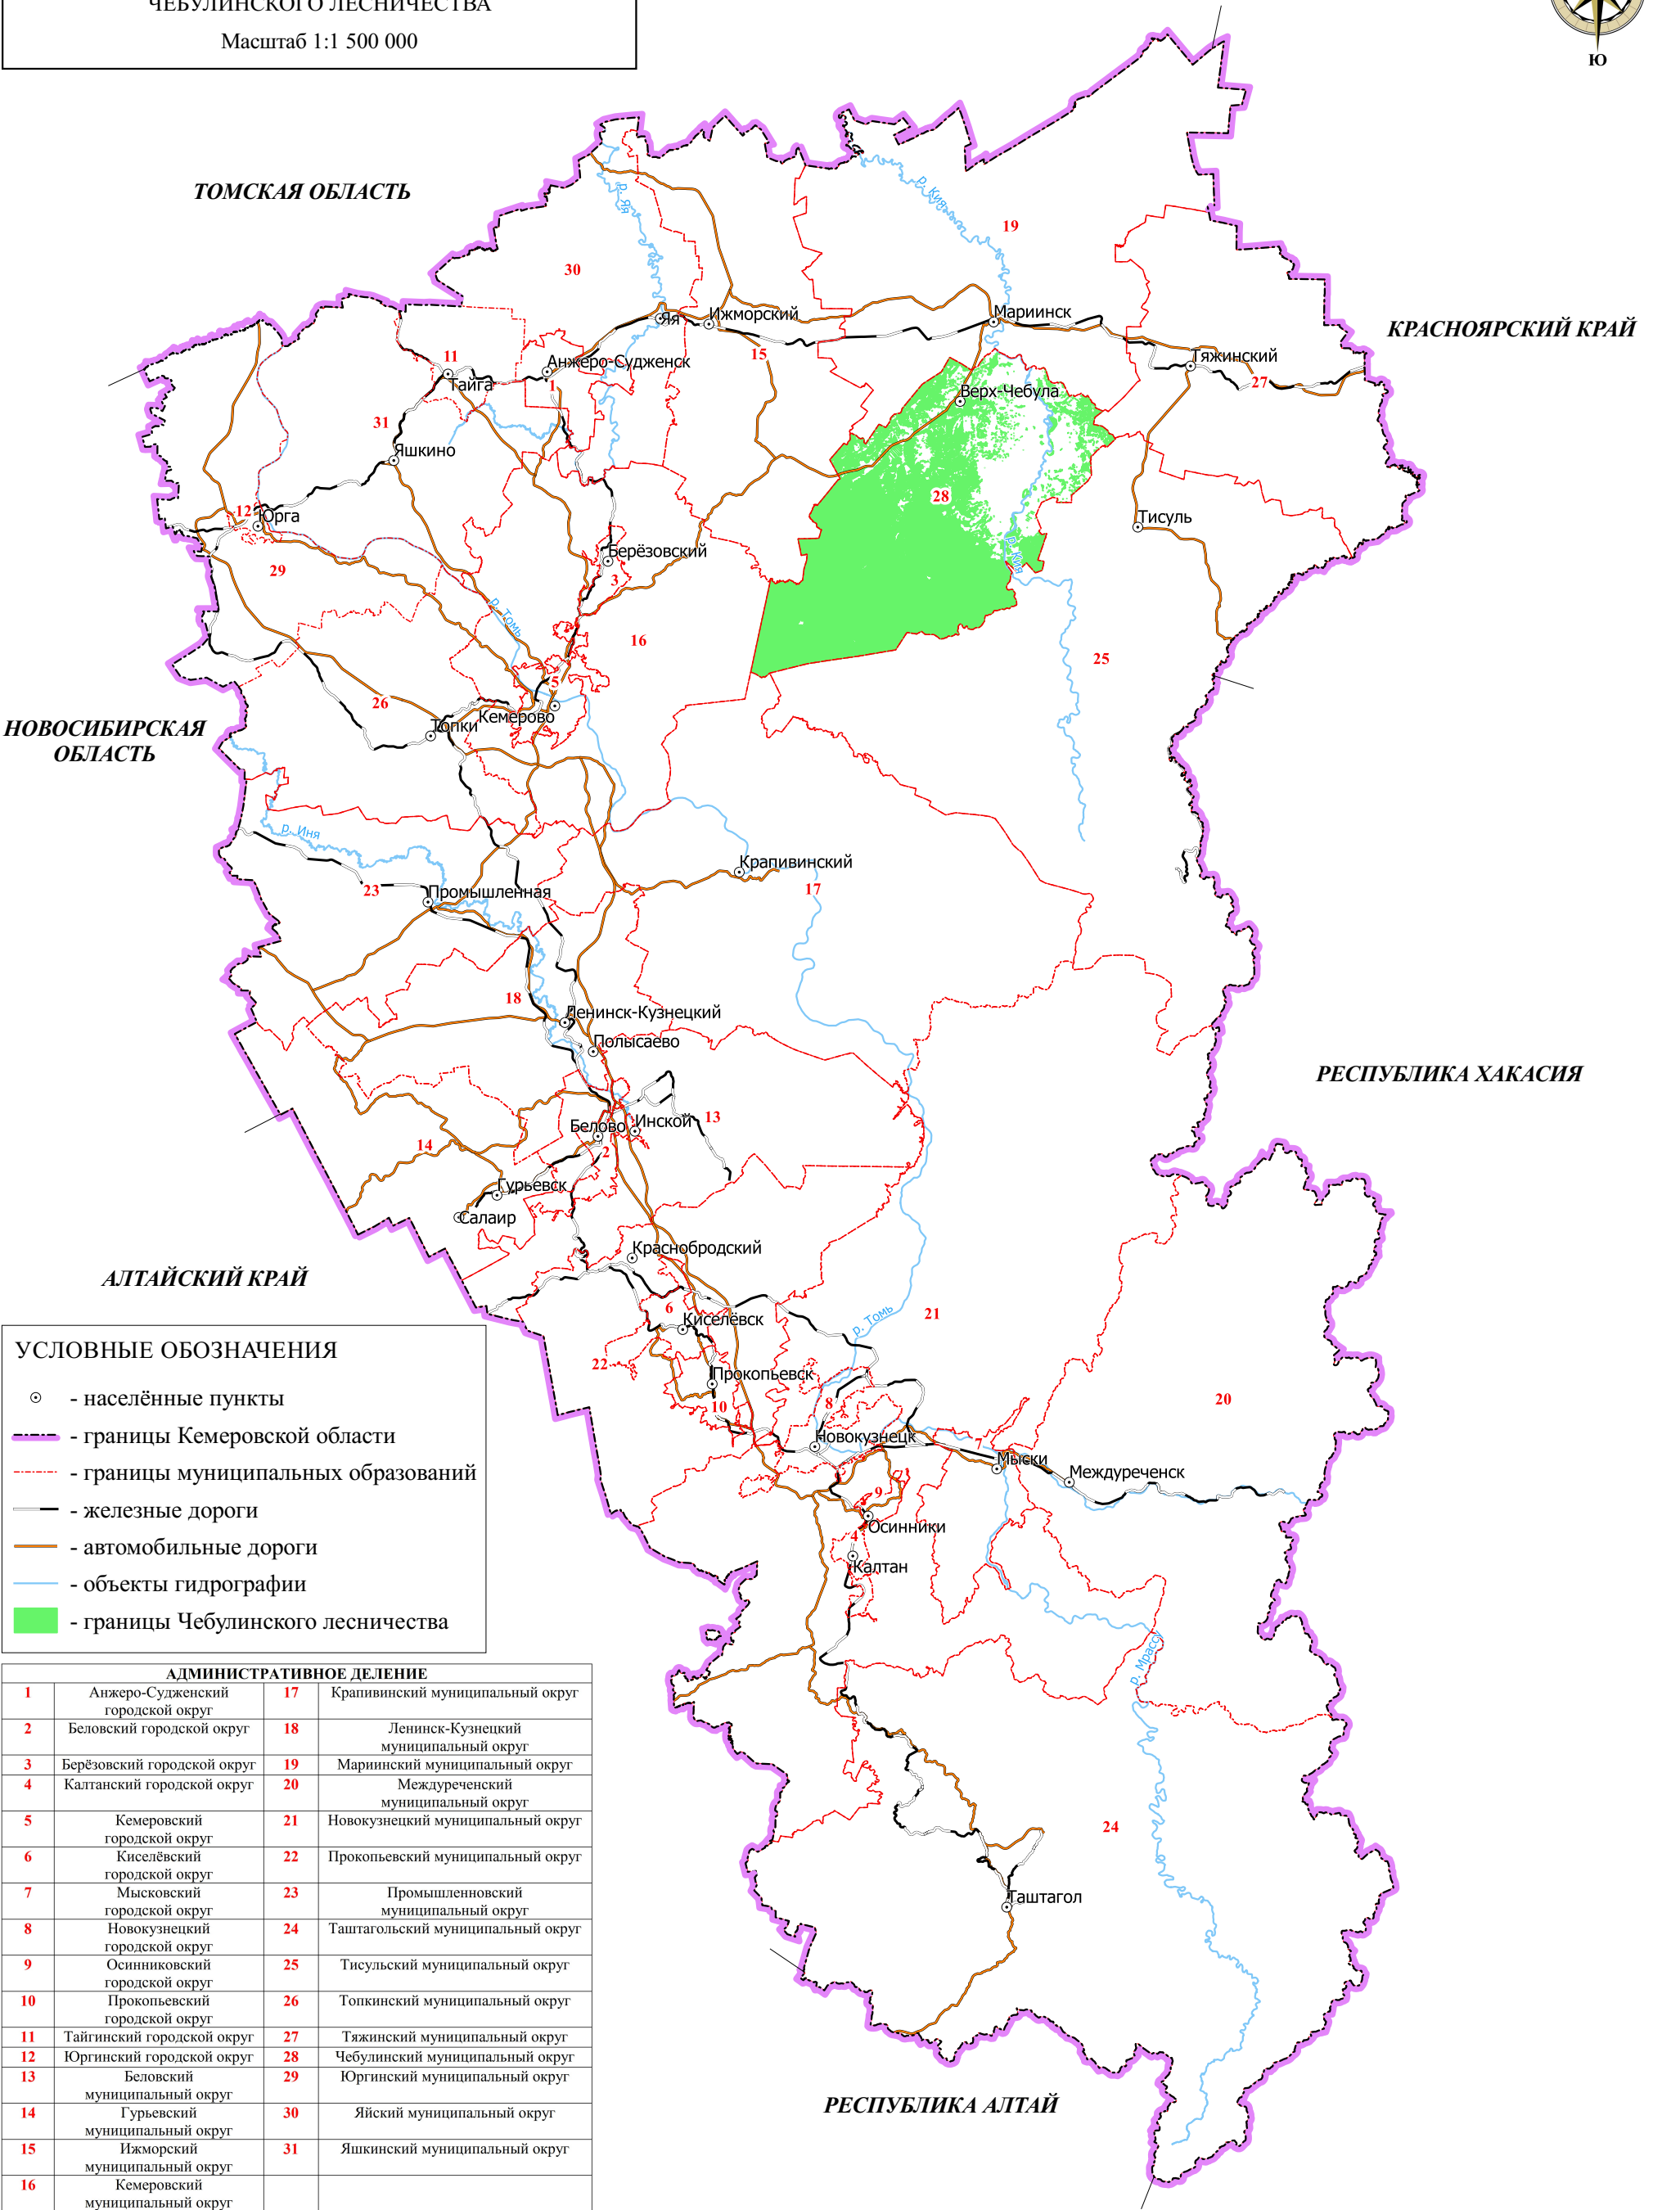 ЧЕБУЛИНСКОГО ЛЕСНИЧЕСТВА
Масштаб 1:1 500 000
Ю
ТОМСКАЯ ОБЛАСТЬ
КРАСНОЯРСКИЙ КРАЙ
НОВОСИБИРСКАЯ
ОБЛАСТЬ
РЕСПУБЛИКА ХАКАСИЯ
АЛТАЙСКИЙ КРАЙ
РЕСПУБЛИКА АЛТАЙ
р. Яя
р. Кия
19
30
Яя
Ижморский
Мариинск
15
11
Тайга
Анжеро-Судженск
1
Тяжинский
27
Верх-Чебула
31
Яшкино
28
12
Юрга
Тисуль
Берёзовский
р. Кия
29
3
р. Томь
16
25
5
26
Кемерово
Топки
р. Иня
Крапивинский
23
Промышленная
17
18
Ленинск-Кузнецкий
Полысаево
13
Инской
Белово
14
2
Гурьевск
Салаир
Краснобродский
6
Киселёвск
р. Томь
21
22
Прокопьевск
20
10
8
Новокузнецк
7
Мыски
Междуреченск
9
Осинники
4
Калтан
р. Мрассу
24
Таштагол
УСЛОВНЫЕ ОБОЗНАЧЕНИЯ
- населённые пункты
- границы Кемеровской области
- границы муниципальных образований
- железные дороги
- автомобильные дороги
- объекты гидрографии
- границы Чебулинского лесничества
АДМИНИСТРАТИВНОЕ ДЕЛЕНИЕ
1 Анжеро-Судженский 17 Крапивинский муниципальный округ
городской округ
2 Беловский городской округ 18 Ленинск-Кузнецкий
муниципальный округ
3 Берёзовский городской округ 19 Мариинский муниципальный округ
4 Калтанский городской округ 20 Междуреченский
муниципальный округ
5 Кемеровский 21 Новокузнецкий муниципальный округ
городской округ
6 Киселёвский 22 Прокопьевский муниципальный округ
городской округ
7 Мысковский 23 Промышленновский
городской округ муниципальный округ
8 Новокузнецкий 24 Таштагольский муниципальный округ
городской округ
9 Осинниковский 25 Тисульский муниципальный округ
городской округ
10 Прокопьевский 26 Топкинский муниципальный округ
городской округ
11 Тайгинский городской округ 27 Тяжинский муниципальный округ
12 Юргинский городской округ 28 Чебулинский муниципальный округ
13 Беловский 29 Юргинский муниципальный округ
муниципальный округ
14 Гурьевский 30 Яйский муниципальный округ
муниципальный округ
15 Ижморский 31 Яшкинский муниципальный округ
муниципальный округ
16 Кемеровский
муниципальный округ